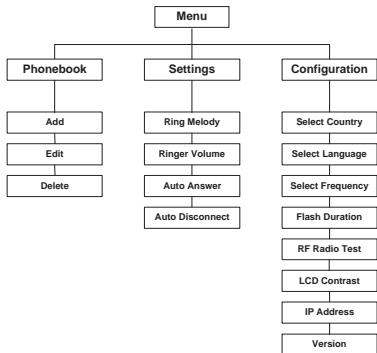 Menu
Phonebook
Settings
Configuration
Add
Ring Melody
Select Country
Edit
Ringer Volume
Select Language
Delete
Auto Answer
Select Frequency
Auto Disconnect
Flash Duration
RF Radio Test
LCD Contrast
IP Address
Version